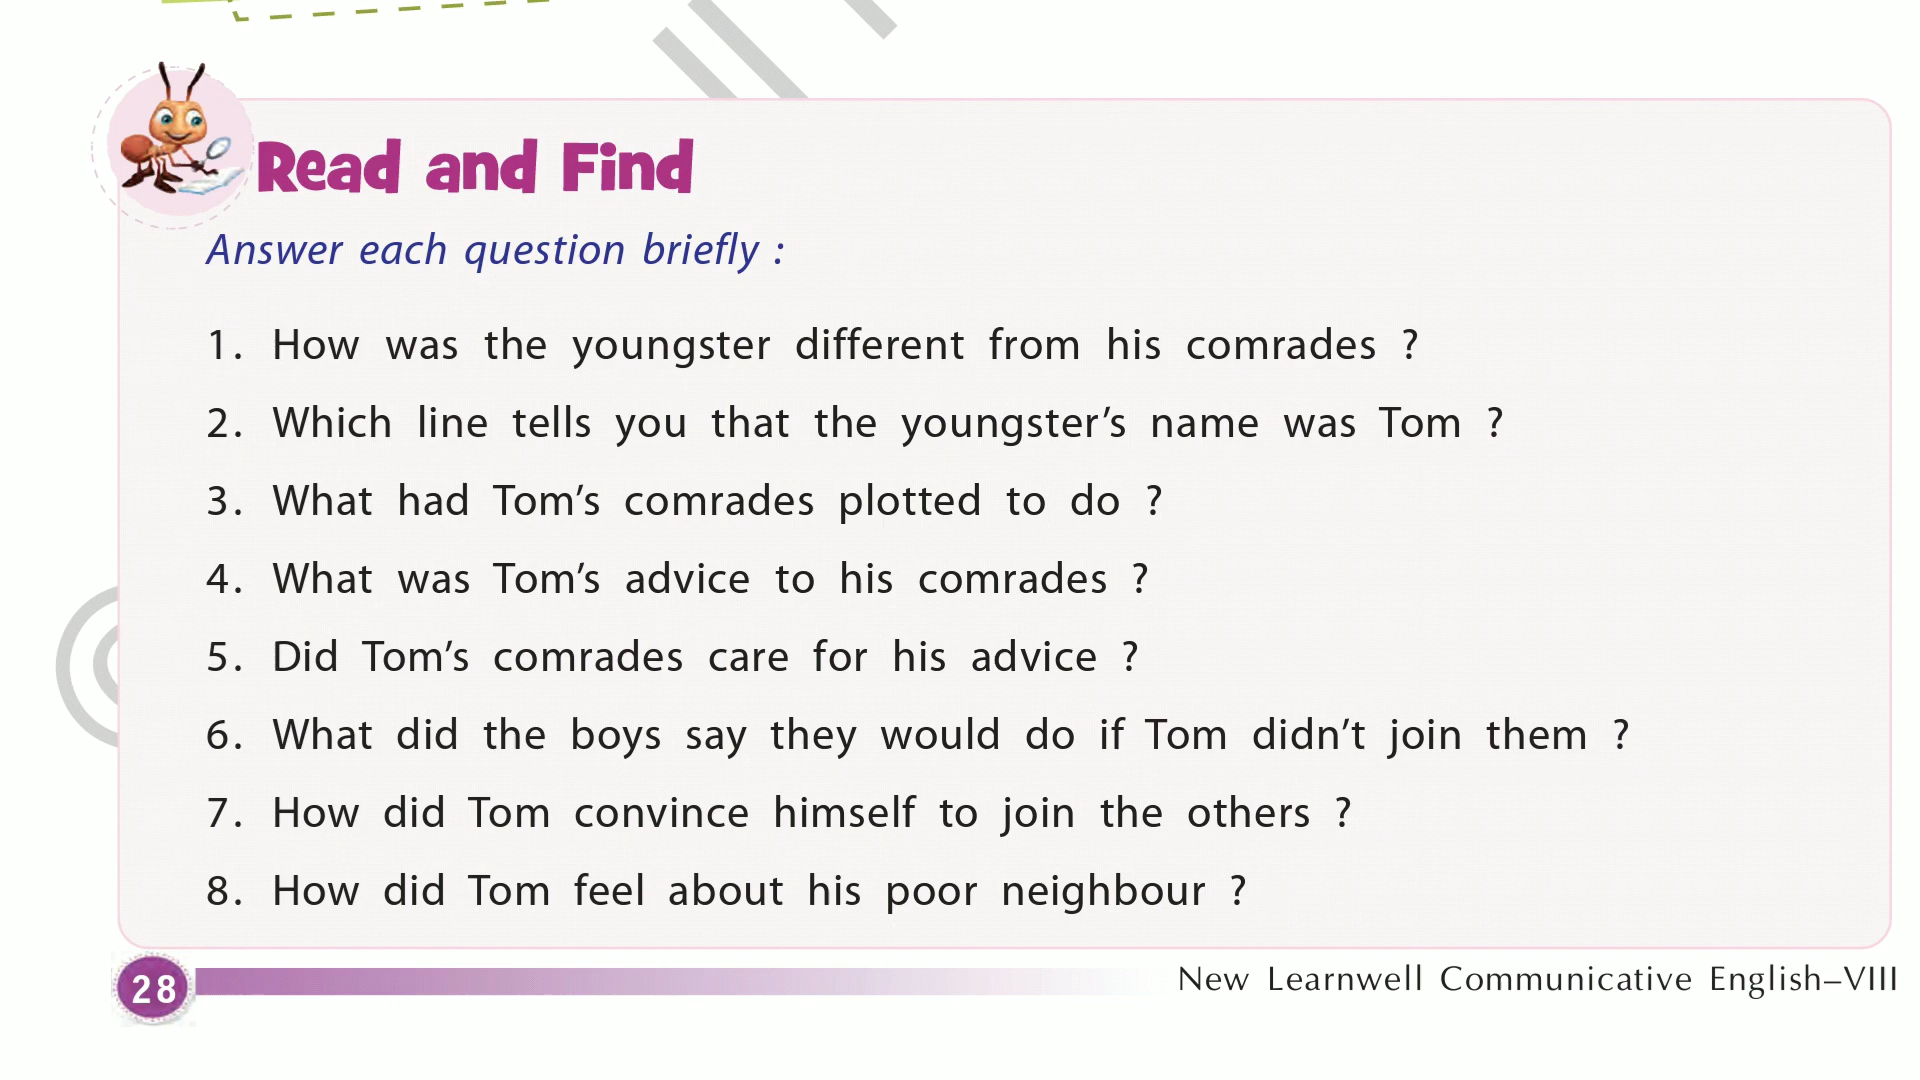 Read and Find
Answer each question briefly :
1. How was the youngster different from his comrades ?
2. Which line tells you that the youngster’s name was Tom ?
3. What had Tom’s comrades plotted to do ?
4. What was Tom’s advice to his comrades ?
5. Did Tom’s comrades care for his advice ?
6. What did the boys say they would do if Tom didn’t join them ?
7. How did Tom convince himself to join the others ?
8. How did Tom feel about his poor neighbour ?
28
New Learnwell Communicative English–VIII